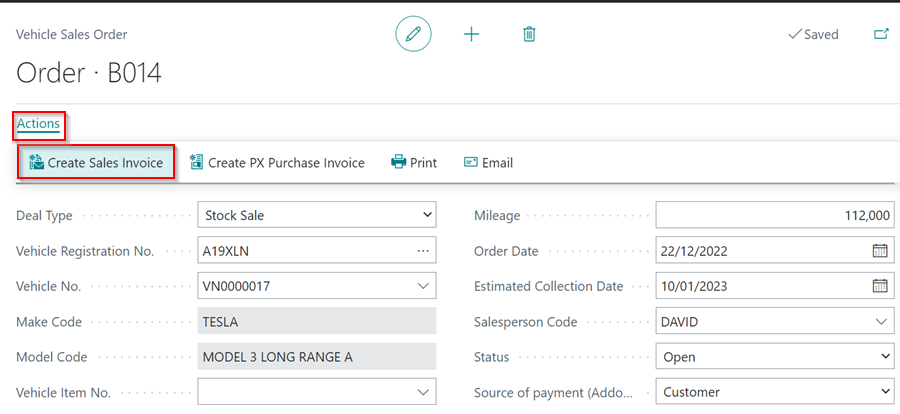 Vehicle Sales Order
Saved
Order · B014
Actions
Create Sales Invoice Create PX Purchase Invoice Print Email
Deal Type Stock Sale Mileage 112,000
Vehicle Registration No. A19XLN Order Date 22/12/2022
Vehicle No. VN0000017 Estimated Collection Date 10/01/2023
Make Code TESLA Salesperson Code DAVID
Model Code MODEL 3 LONG RANGE A Status Open
Vehicle Item No. Source of payment (Addo... Customer